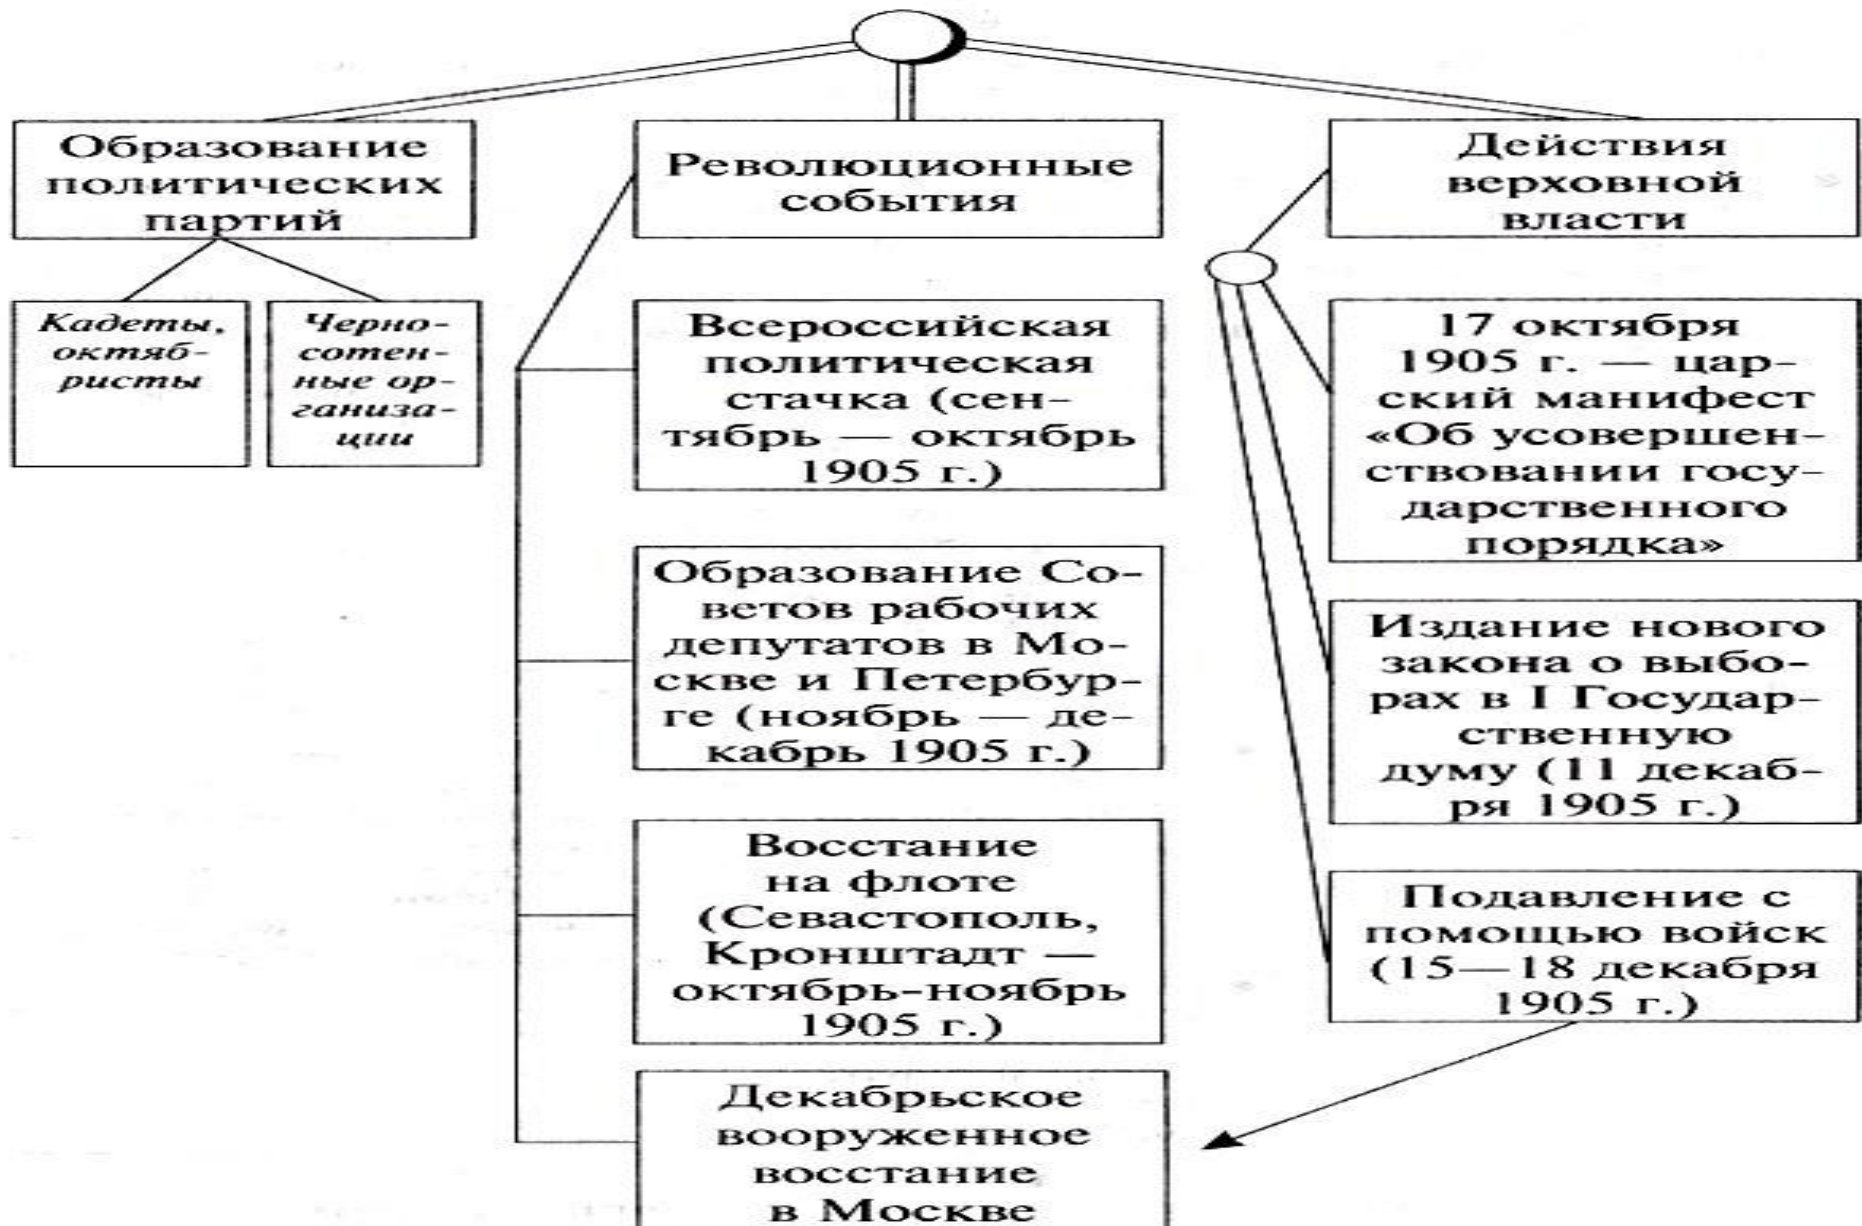 Образование
политических
партий
Кадеты,
октяб-
ристы
Черно-
сотен-
ные ор-
ганиза-
ции
Революционные
события
Всероссийская
политическая
стачка (сен-
тябрь — октябрь
1905 г.)
Образование Со-
ветов рабочих
депутатов в Мо-
скве и Петербур-
ге (ноябрь — де-
кабрь 1905 г.)
Восстание
на флоте
(Севастополь,
Кронштадт —
октябрь-ноябрь
1905 г.)
Декабрьское
вооруженное
восстание
в Москве
Действия
верховной
власти
17 октября
1905 г. — цар-
ский манифест
«Об усовершен-
ствовании госу-
дарственного
порядка»
Издание нового
закона о выбо-
рах в I Государ-
ственную
думу (11 декаб-
ря 1905 г.)
Подавление с
помощью войск
(15—18 декабря
1905 г.)